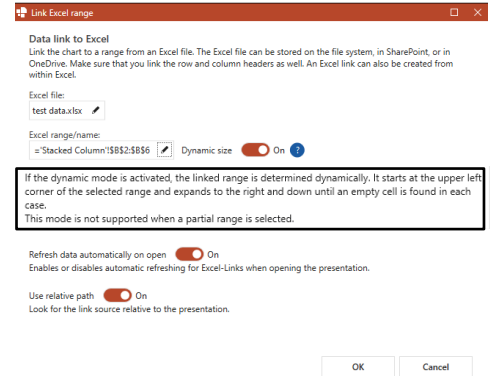 Link Excel range
Data link to Excel
Link the chart to a range from an Excel file. The Excel file can be stored on the file system, in SharePoint, or in
OneDrive. Make sure that you link the row and column headers as well. An Excel link can also be created from
within Excel.
Excel file:
test data.xlsx
Excel range/name:
='Stacked Column'!$B$2:$B$6 Dynamic size On ?
If the dynamic mode is activated, the linked range is determined dynamically. It starts at the upper left
corner of the selected range and expands to the right and down until an empty cell is found in each
case.
This mode is not supported when a partial range is selected.
Refresh data automatically on open On
Enables or disables automatic refreshing for Excel-Links when opening the presentation.
Use relative path On
Look for the link source relative to the presentation.
OK Cancel